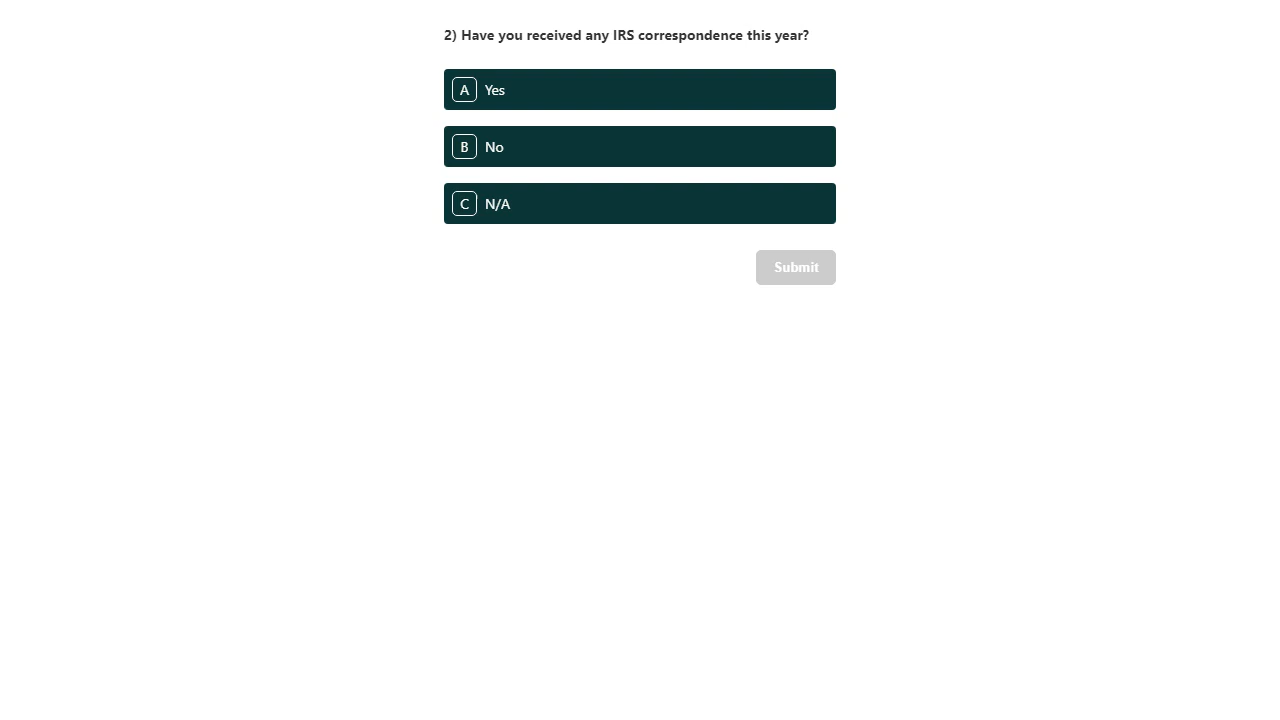 2) Have you received any IRS correspondence this year?
A Yes
B No
C N/A
Submit